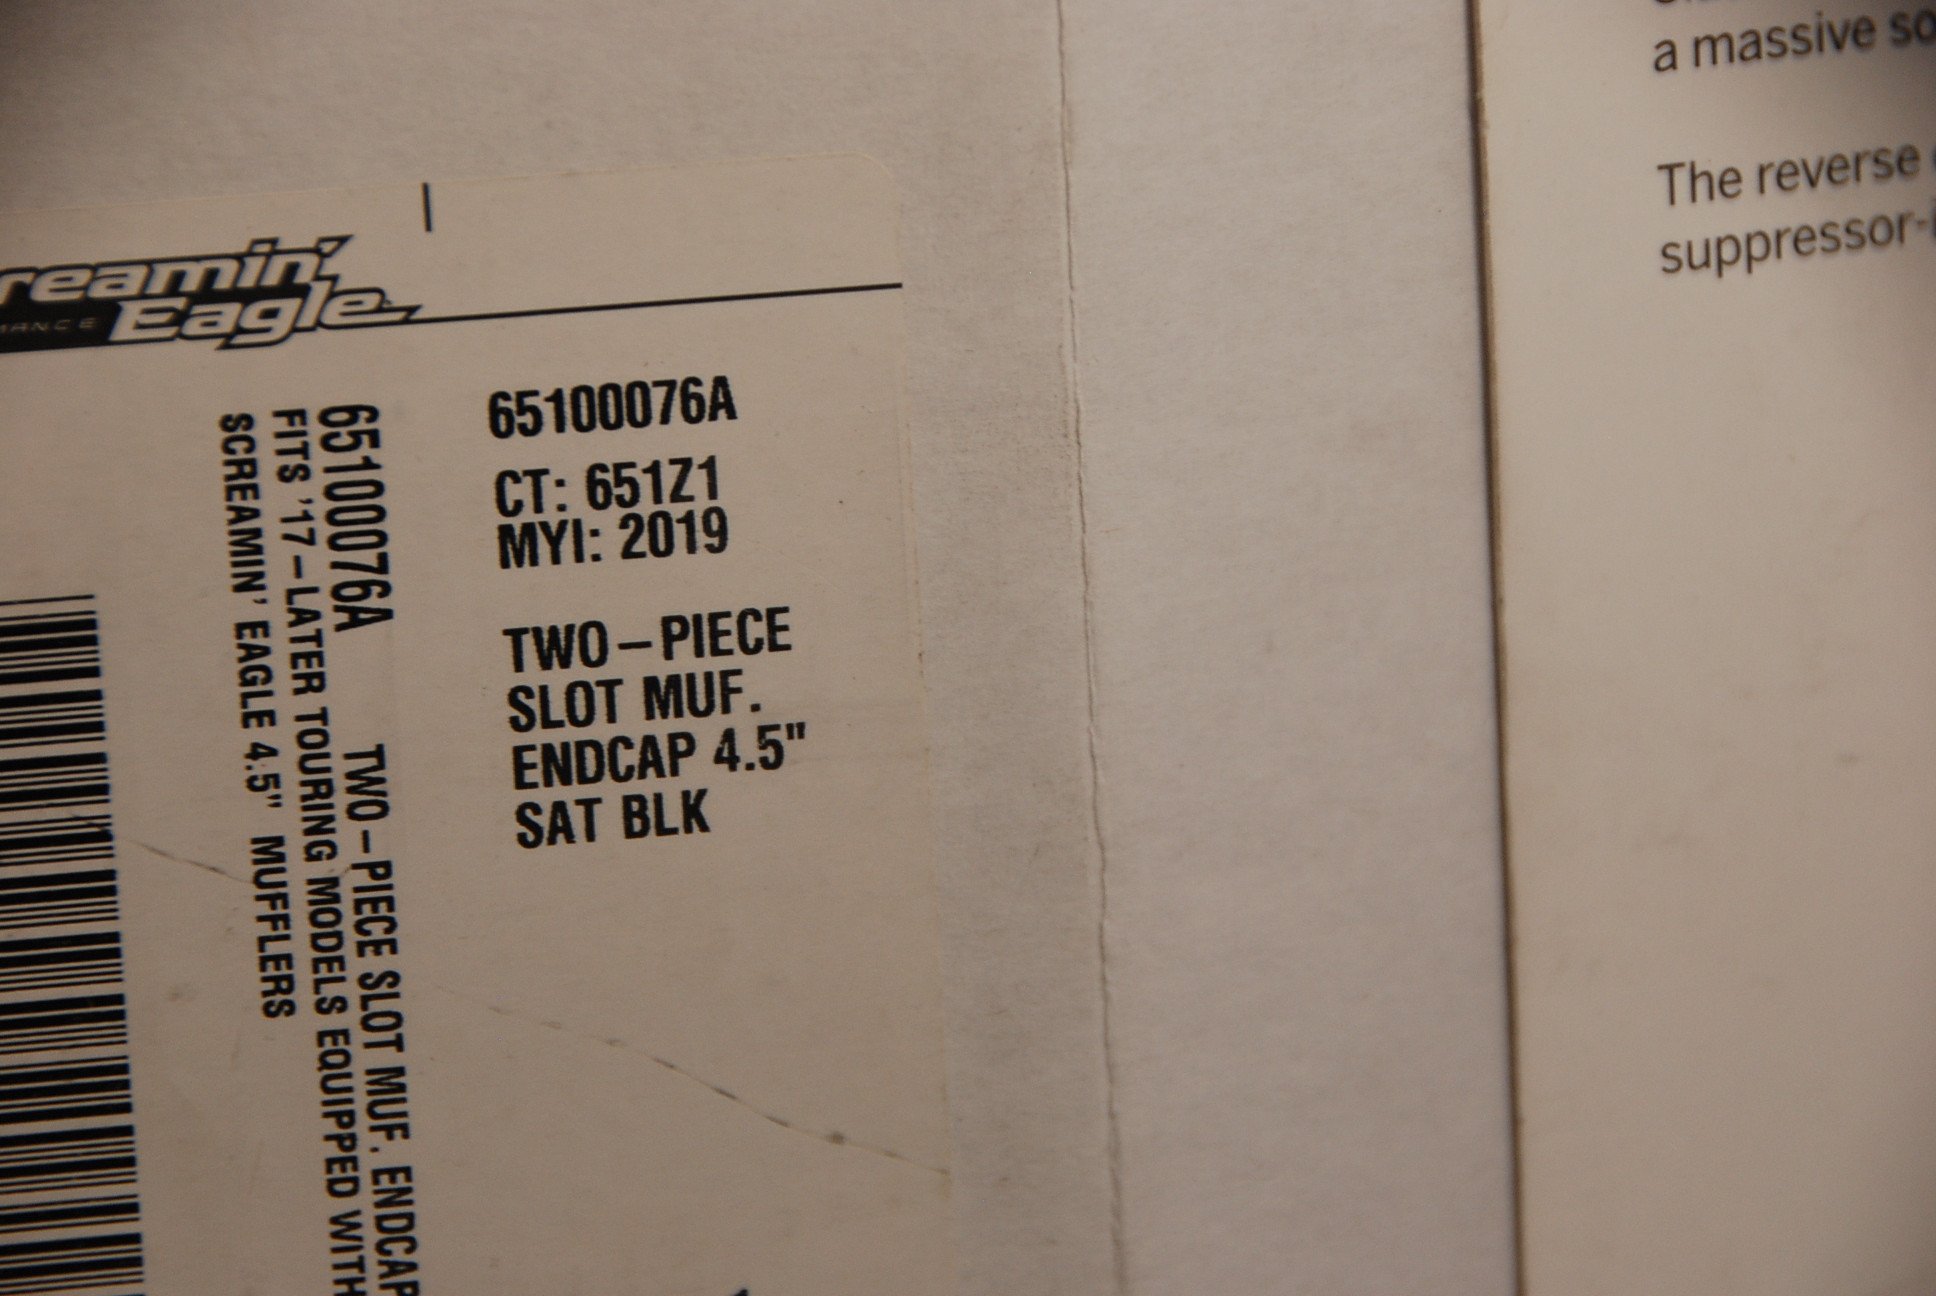 reamin'
MANCE Eagle
65100076A
CT: 651Z1
MYI: 2019
TWO–PIECE
SLOT MUF.
ENDCAP 4.5"
SAT BLK
65100076A TWO–PIECE SLOT MUF. ENDCAP
FITS '17–LATER TOURING MODELS EQUIPPED WITH
SCREAMIN' EAGLE 4.5" MUFFLERS
a massive so
The reverse
suppressor-i